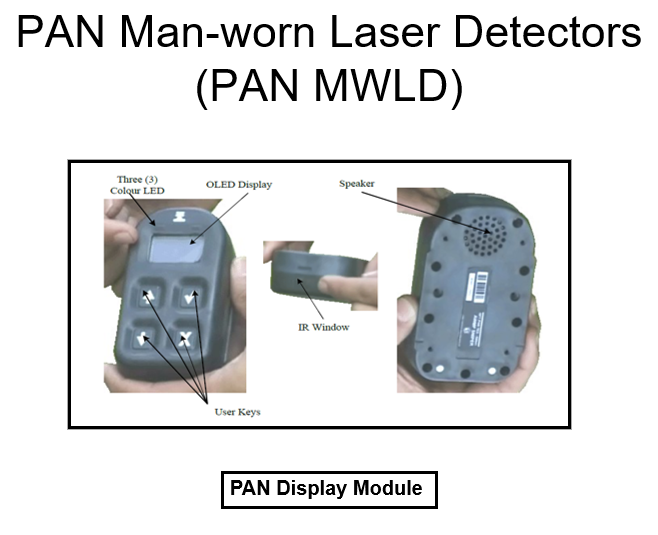 PAN Man-worn Laser Detectors
(PAN MWLD)
Three (3)
Colour LED
OLED Display
Speaker
IR Window
User Keys
PAN Display Module